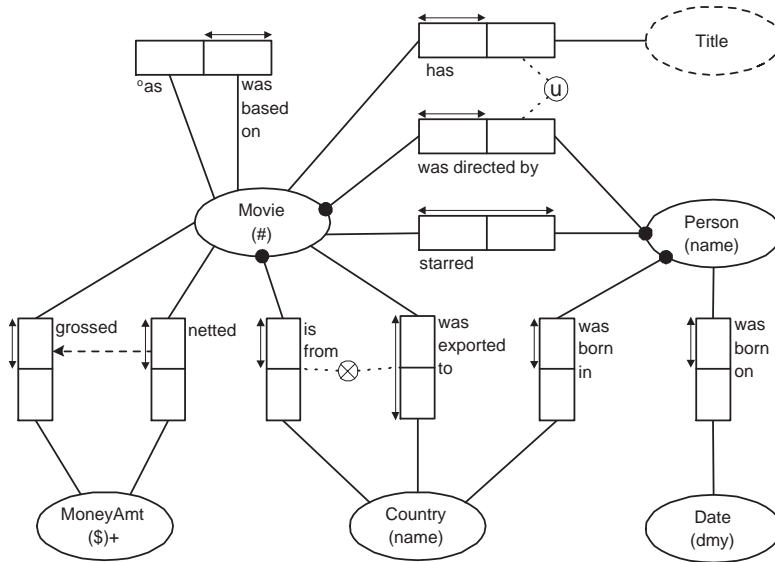 Title
has
°as
was
based
on
u
was directed by
Movie
(#)
Person
(name)
starred
grossed
netted
is
from
was
exported
to
was
born
in
was
born
on
MoneyAmt
($)+
Country
(name)
Date
(dmy)